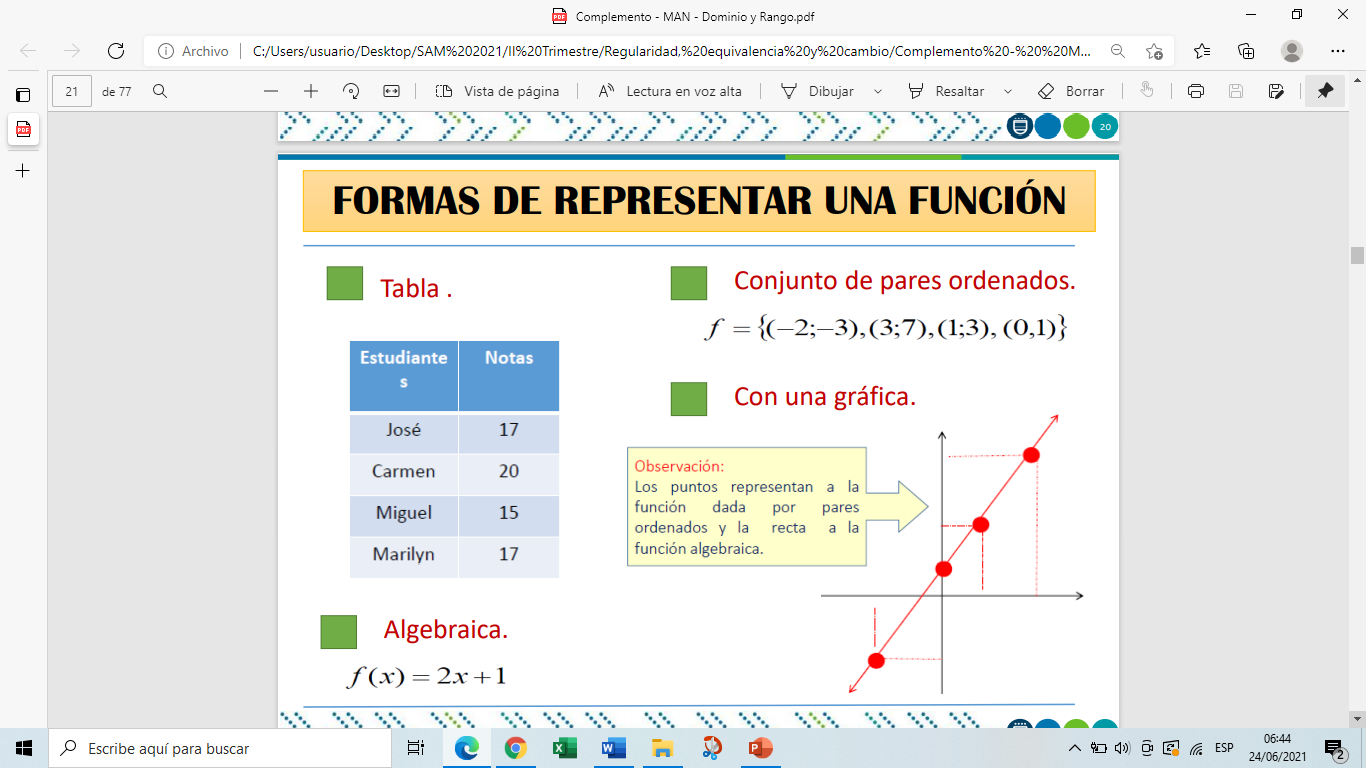 Complemento - MAN - Dominio y Rango.pdf
Archivo
C:/Users/usuario/Desktop/SAM%202021/II%20Trimestre/Regularidad,%20equivalencia%20y%20cambio/Complemento%20-%20%20M...
21 de 77
Vista de página
Lectura en voz alta
Dibujar
Resaltar
Borrar
20
FORMAS DE REPRESENTAR UNA FUNCIÓN
Tabla .
Estudiante
s
Notas
José 17
Carmen 20
Miguel 15
Marilyn 17
Algebraica.
f(x) = 2x + 1
Conjunto de pares ordenados.
f = {(−2;−3),(3;7),(1;3), (0,1)}
Con una gráfica.
Observación:
Los puntos representan a la
función dada por pares
ordenados y la recta a la
función algebraica.
Escribe aquí para buscar
ESP
06:44
24/06/2021
2